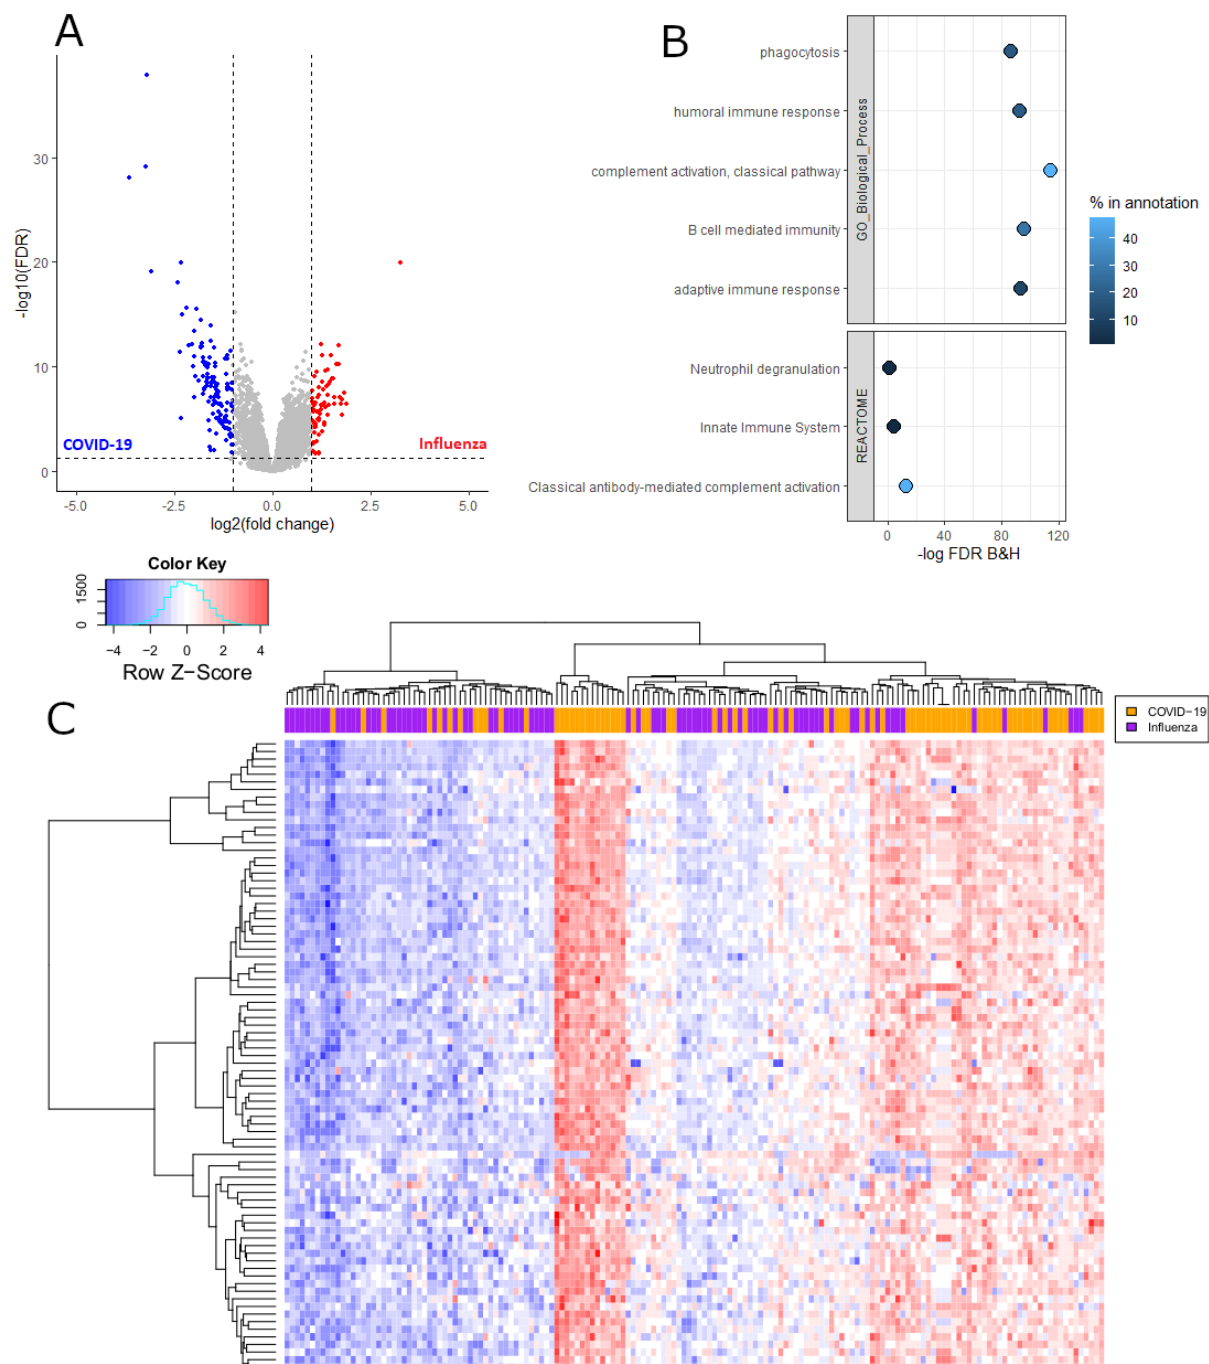 A
-log10(FDR)
30
20
10
0
COVID-19
Influenza
-5.0
-2.5
0.0
2.5
5.0
log2(fold change)
B
phagocytosis
humoral immune response
complement activation, classical pathway
B cell mediated immunity
adaptive immune response
GO_Biological_Process
Neutrophil degranulation
Innate Immune System
Classical antibody-mediated complement activation
REACTOME
0
40
80
120
-log FDR B&H
% in annotation
40
30
20
10
Color Key
0
1500
−4
−2
0
2
4
Row Z−Score
C
COVID−19
Influenza